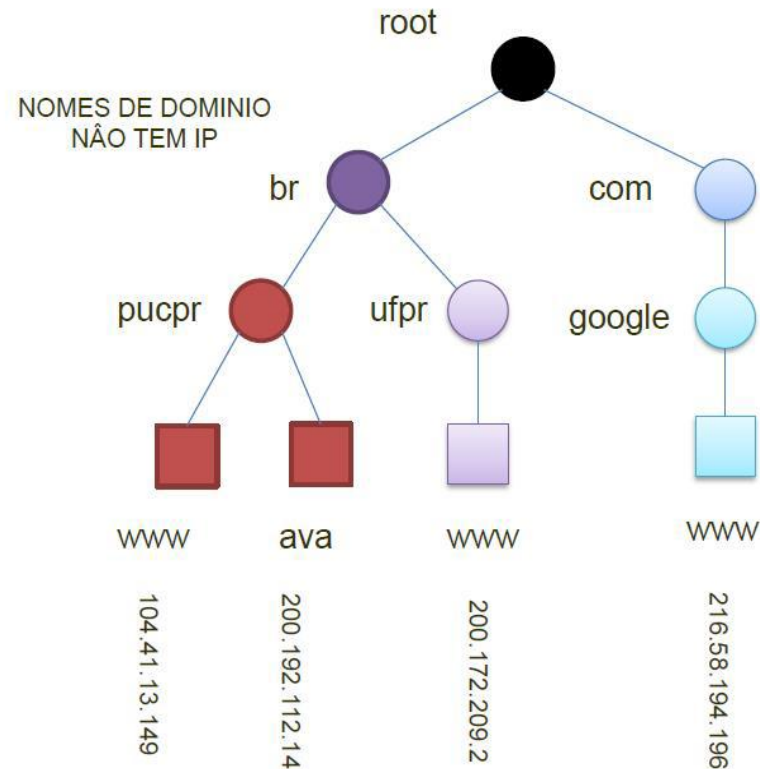 root
NOMES DE DOMINIO
NÂO TEM IP
br
com
pucpr
ufpr
google
www
ava
www
www
104.41.13.149
200.192.112.14
200.172.209.2
216.58.194.196